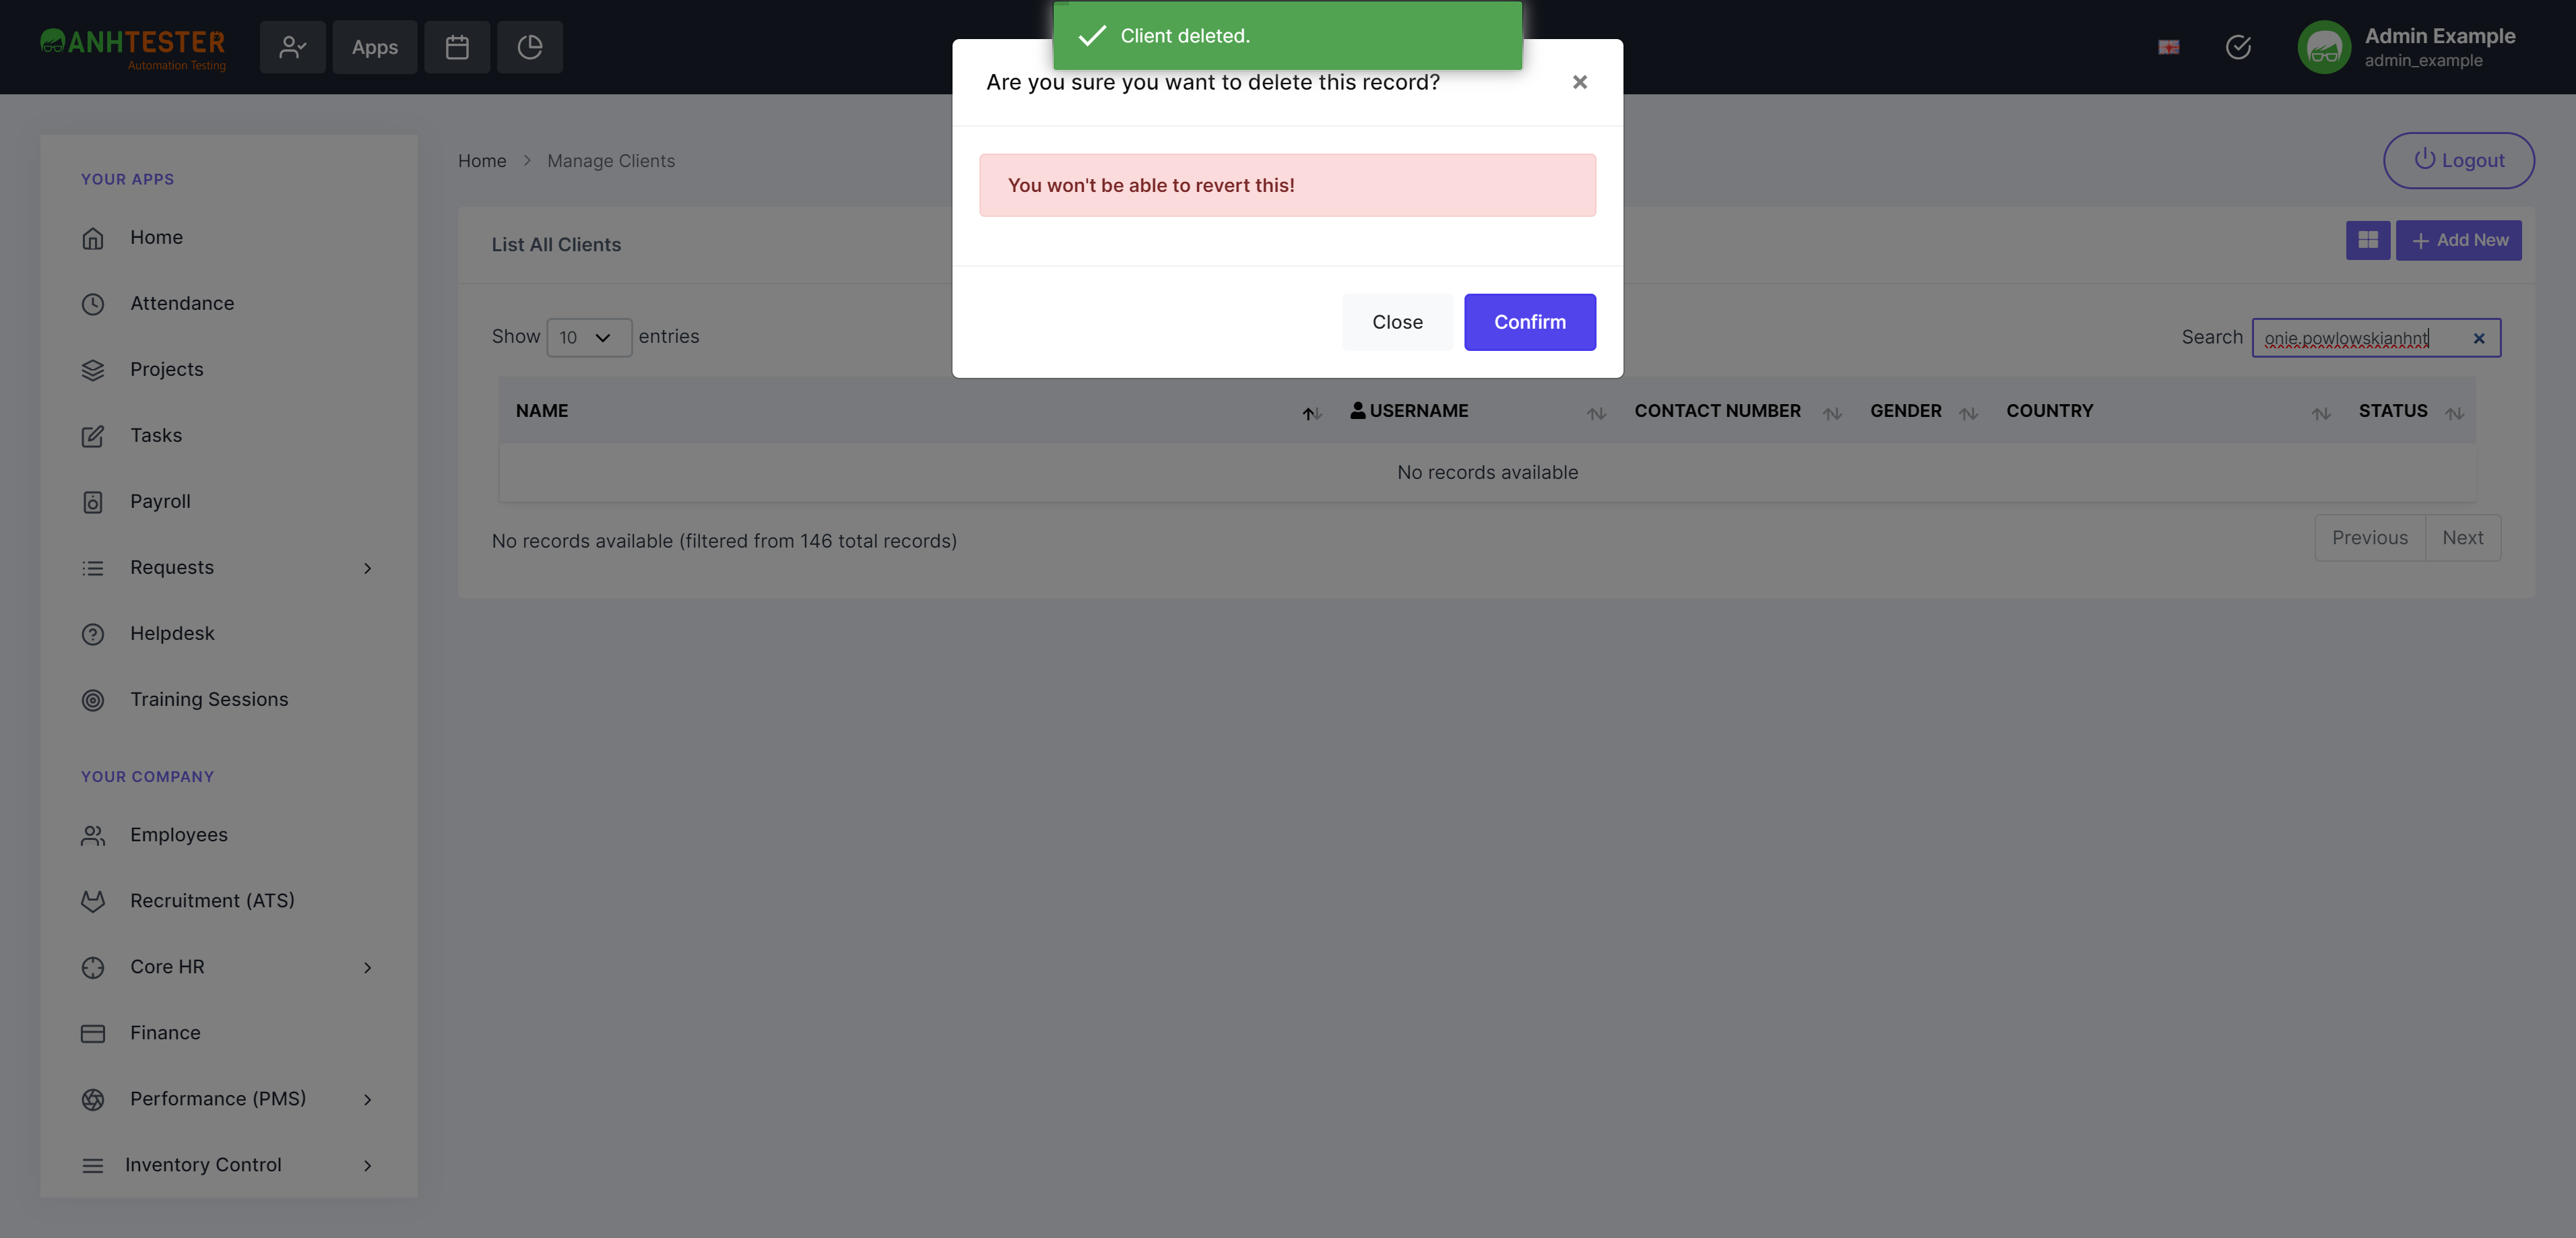 ANHTESTER
Automation Testing
Apps
Client deleted.
Admin Example
admin_example
Are you sure you want to delete this record?
You won't be able to revert this!
Close
Confirm
Home
Manage Clients
Logout
YOUR APPS
Home
Attendance
Projects
Tasks
Payroll
Requests
Helpdesk
Training Sessions
YOUR COMPANY
Employees
Recruitment (ATS)
Core HR
Finance
Performance (PMS)
Inventory Control
List All Clients
Add New
Show 10 entries
Search onie.powlowskianhnt
NAME USERNAME CONTACT NUMBER GENDER COUNTRY STATUS
No records available
No records available (filtered from 146 total records)
Previous Next